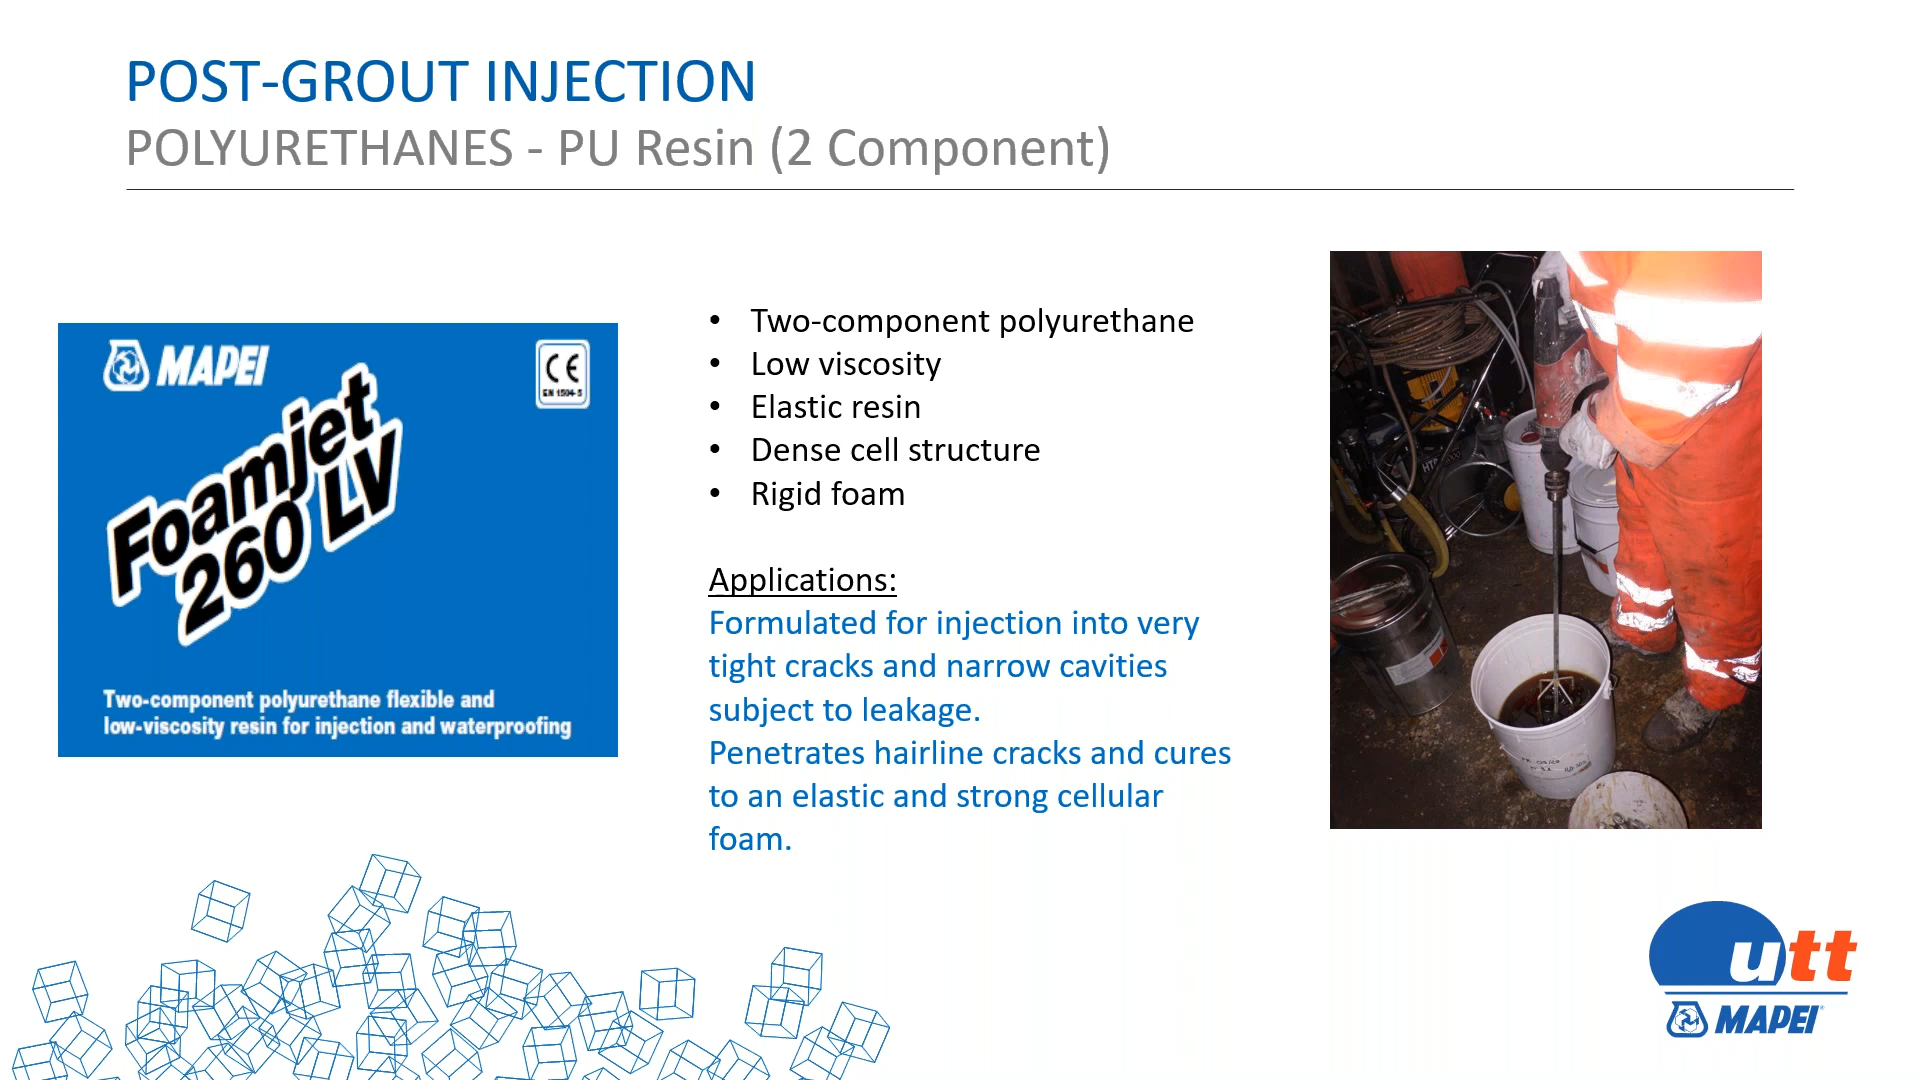 POST-GROUT INJECTION
POLYURETHANES - PU Resin (2 Component)
MAPEI
CE
EN 1504-5
Foamjet
260 LV
Two-component polyurethane flexible and
low-viscosity resin for injection and waterproofing
• Two-component polyurethane
• Low viscosity
• Elastic resin
• Dense cell structure
• Rigid foam
Applications:
Formulated for injection into very
tight cracks and narrow cavities
subject to leakage.
Penetrates hairline cracks and cures
to an elastic and strong cellular
foam.
utt
MAPEI